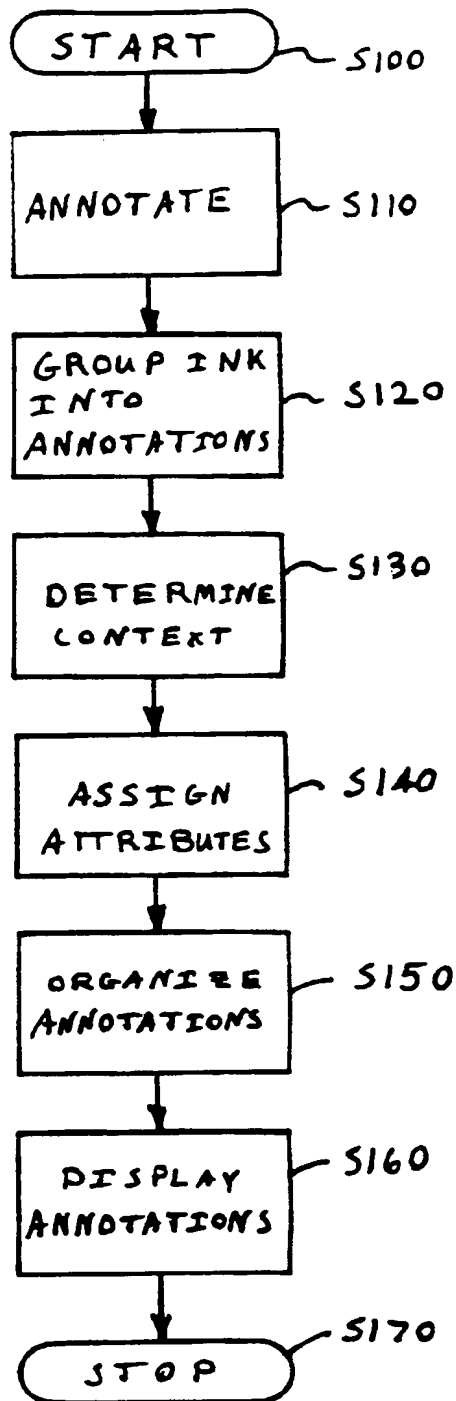 START
S100
ANNOTATE
S110
GROUP INK
INTO
ANNOTATIONS
S120
DETERMINE
CONTEXT
S130
ASSIGN
ATTRIBUTES
S140
ORGANIZE
ANNOTATIONS
S150
DISPLAY
ANNOTATIONS
S160
STOP
S170